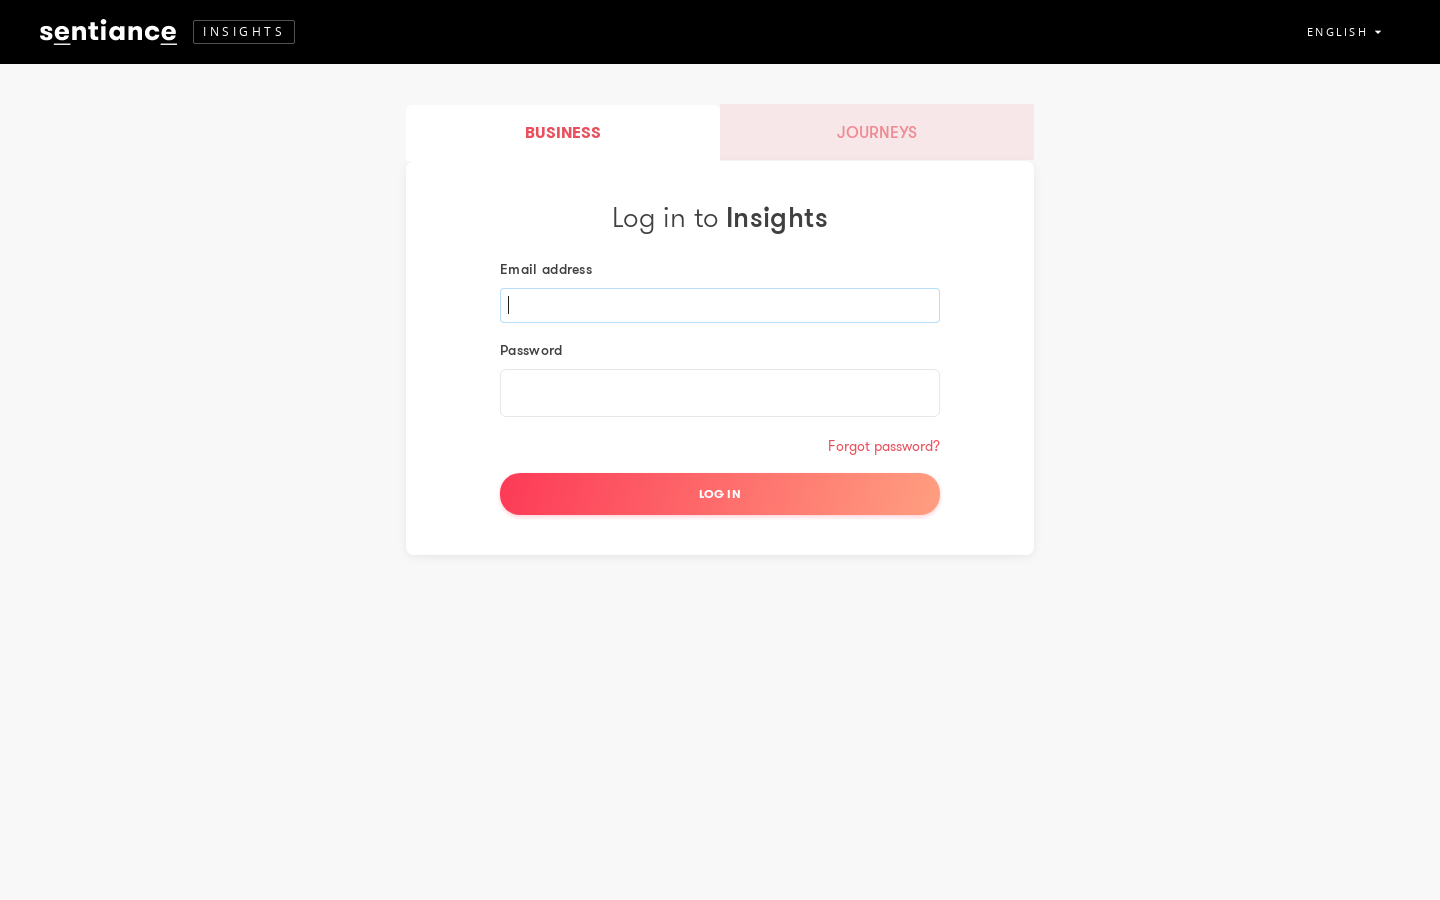 sentiance INSIGHTS
ENGLISH
BUSINESS
JOURNEYS
Log in to Insights
Email address
Password
Forgot password?
LOG IN